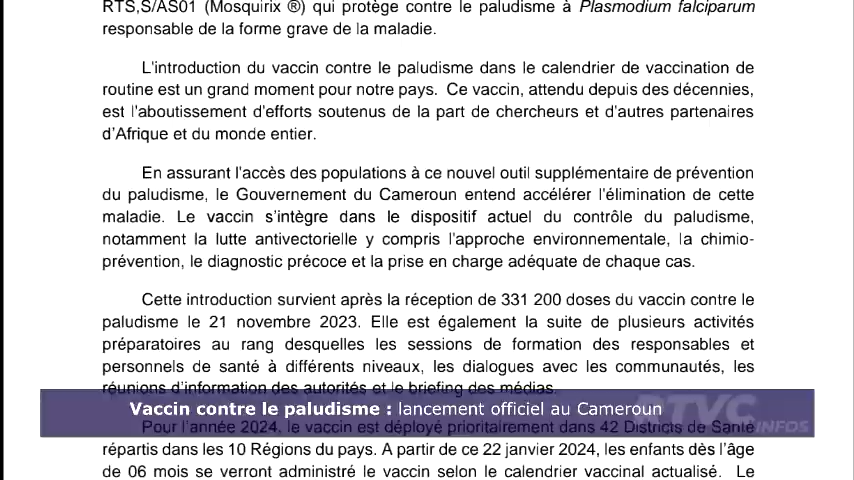 RTS,S/AS01 (Mosquirix ®) qui protège contre le paludisme à Plasmodium falciparum
responsable de la forme grave de la maladie.
L'introduction du vaccin contre le paludisme dans le calendrier de vaccination de
routine est un grand moment pour notre pays. Ce vaccin, attendu depuis des décennies,
est l'aboutissement d'efforts soutenus de la part de chercheurs et d'autres partenaires
d'Afrique et du monde entier.
En assurant l'accès des populations à ce nouvel outil supplémentaire de prévention
du paludisme, le Gouvernement du Cameroun entend accélérer l'élimination de cette
maladie. Le vaccin s'intègre dans le dispositif actuel du contrôle du paludisme,
notamment la lutte antivectorielle y compris l'approche environnementale, la chimio-
prévention, le diagnostic précoce et la prise en charge adéquate de chaque cas.
Cette introduction survient après la réception de 331 200 doses du vaccin contre le
paludisme le 21 novembre 2023. Elle est également la suite de plusieurs activités
préparatoires au rang desquelles les sessions de formation des responsables et
personnels de santé à différents niveaux, les dialogues avec les communautés, les
réunions d'information des autorités et le briefing des médias.
Vaccin contre le paludisme : lancement officiel au Cameroun
INFOS
Pour l'année 2024, le vaccin est déployé prioritairement dans 42 Districts de Santé
répartis dans les 10 Régions du pays. A partir de ce 22 janvier 2024, les enfants dès l'âge
de 06 mois se verront administré le vaccin selon le calendrier vaccinal actualisé. Le